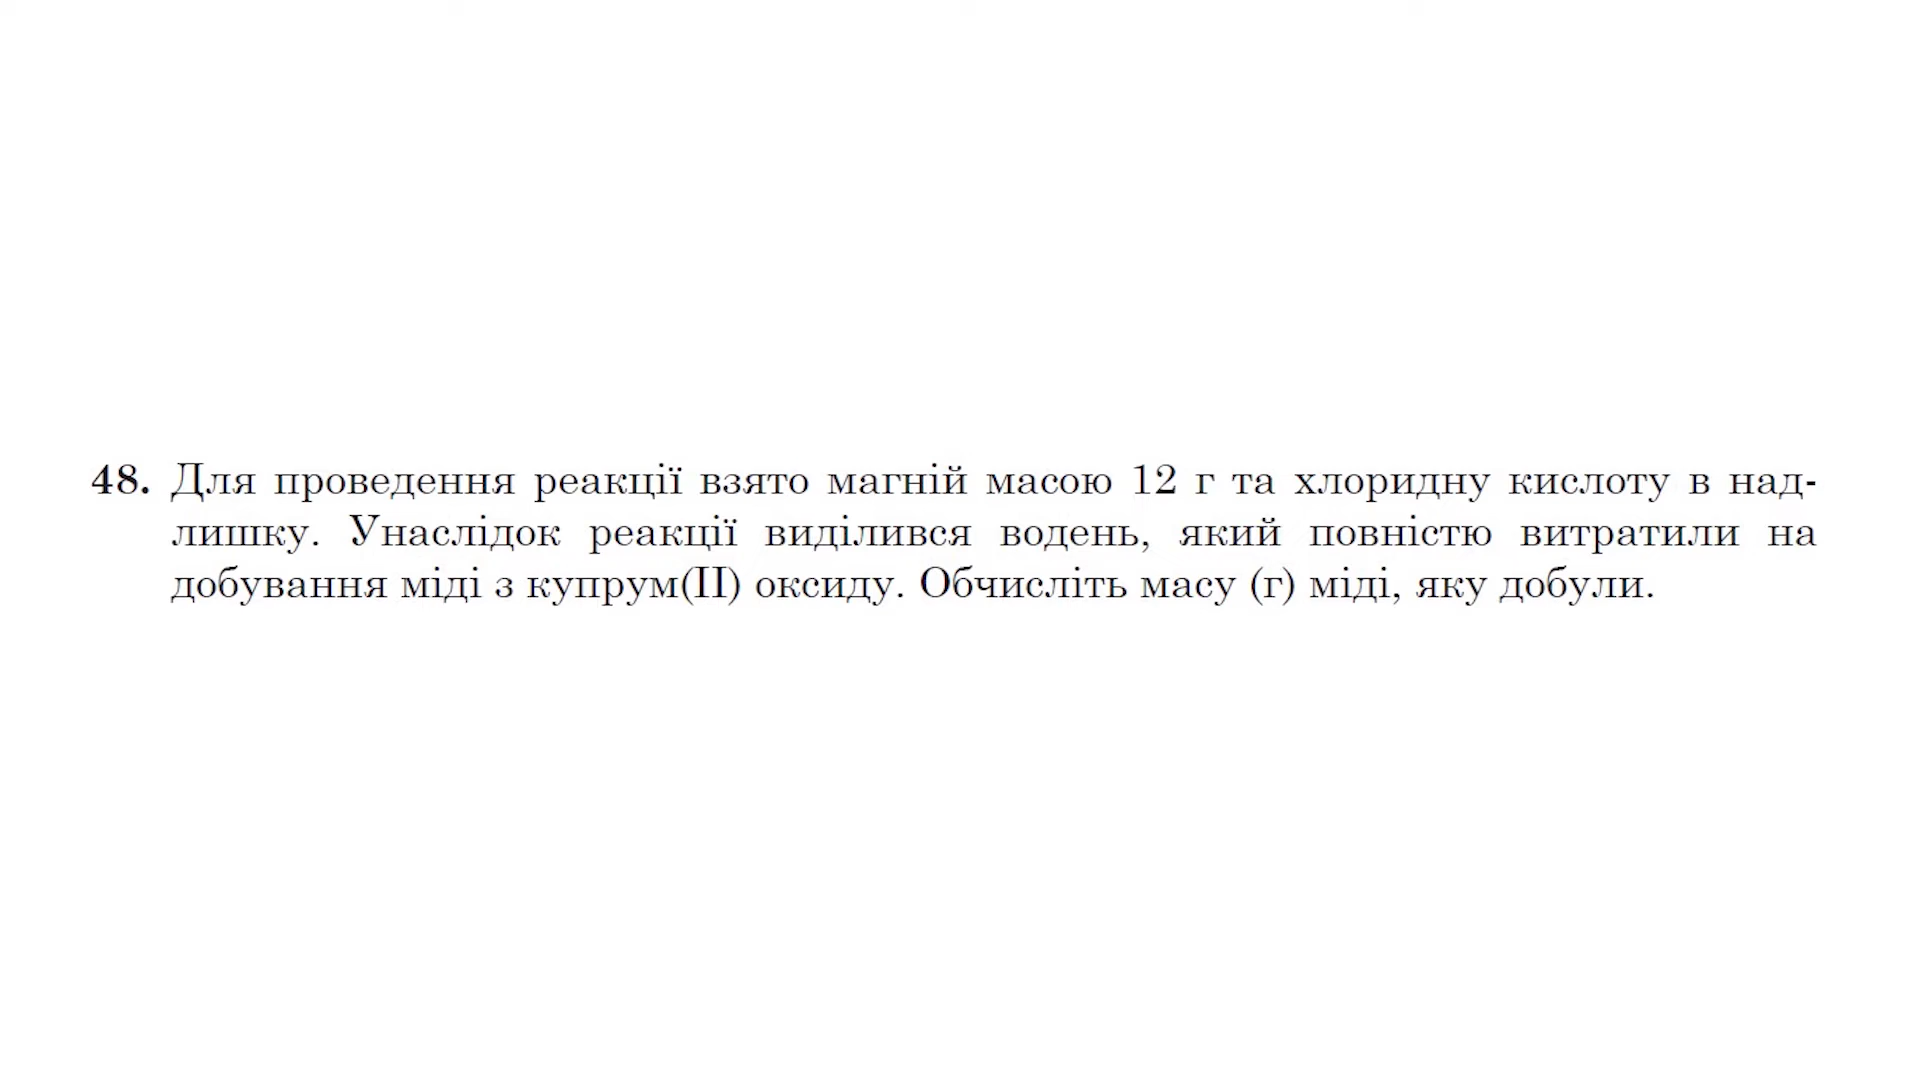 48. Для проведення реакції взято магній масою 12 г та хлоридну кислоту в над-
лишку. Унаслідок реакції виділився водень, який повністю витратили на
добування міді з купрум(ІІ) оксиду. Обчисліть масу (г) міді, яку добули.